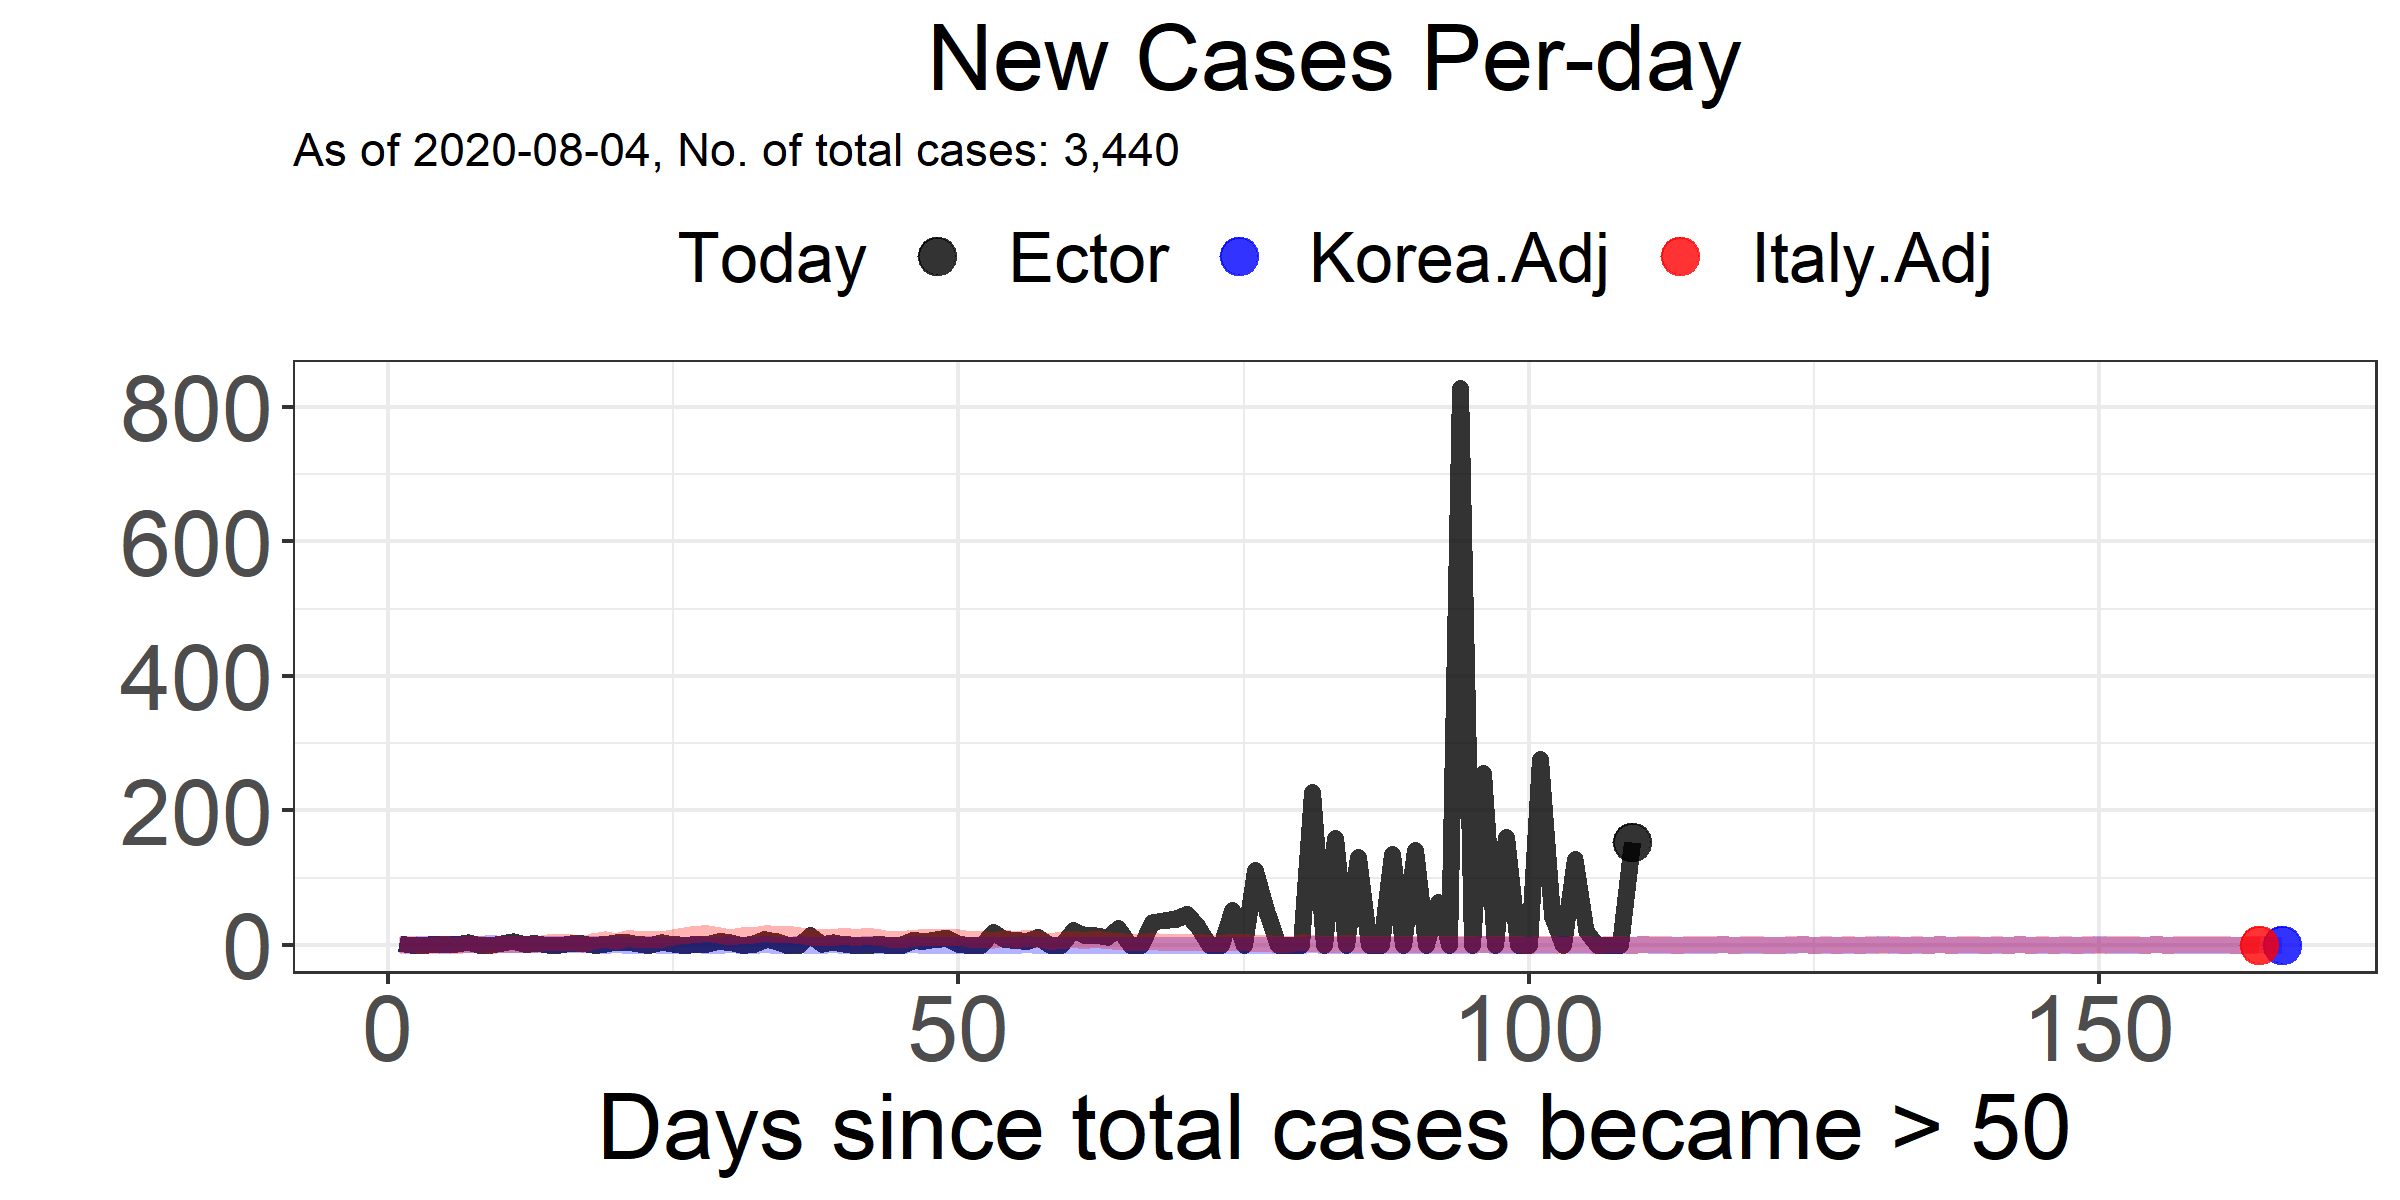 New Cases Per-day
As of 2020-08-04, No. of total cases: 3,440
Today Ector Korea.Adj Italy.Adj
800
600
400
200
0
0 50 100 150
Days since total cases became > 50